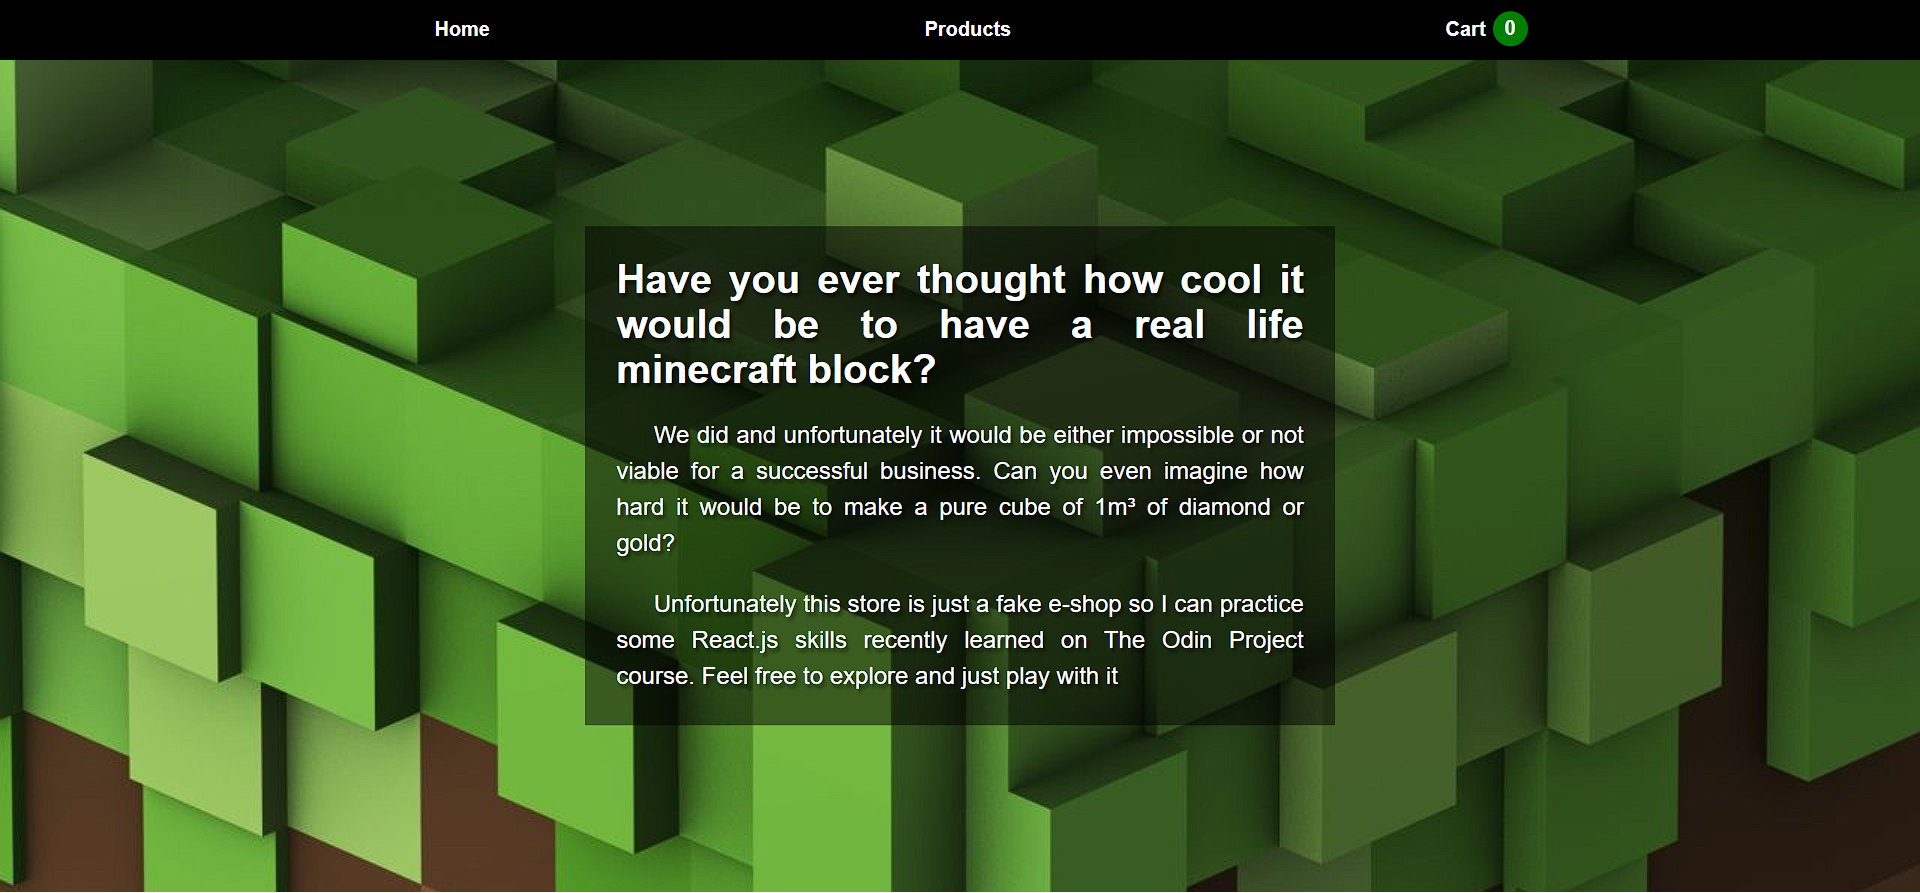 Home
Products
Cart 0
Have you ever thought how cool it
would be to have a real life
minecraft block?
We did and unfortunately it would be either impossible or not
viable for a successful business. Can you even imagine how
hard it would be to make a pure cube of 1m³ of diamond or
gold?
Unfortunately this store is just a fake e-shop so I can practice
some React.js skills recently learned on The Odin Project
course. Feel free to explore and just play with it